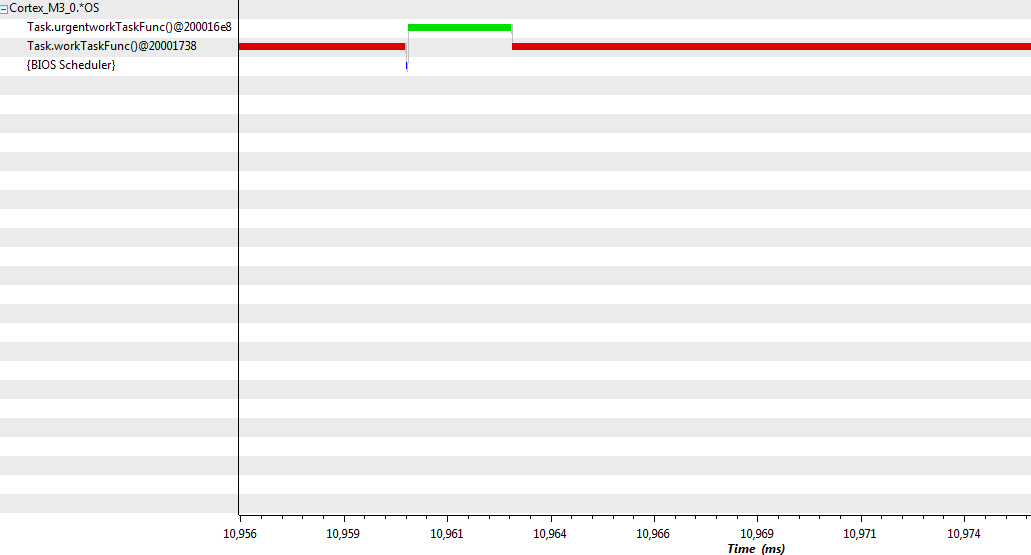 Cortex_M3_0.*OS
Task.urgentworkTaskFunc()@200016e8
Task.workTaskFunc()@20001738
{BIOS Scheduler}
10,956 10,959 10,961 10,964 10,966 10,969 10,971 10,974
Time (ms)